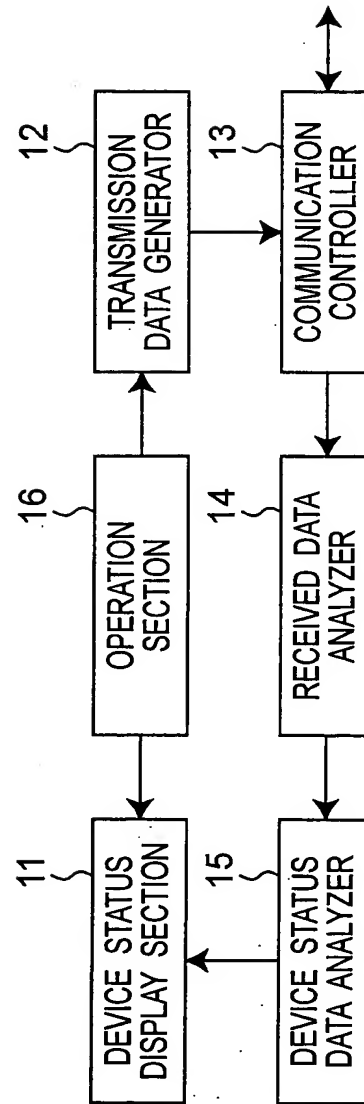 11
DEVICE STATUS
DISPLAY SECTION
16
OPERATION
SECTION
12
TRANSMISSION
DATA GENERATOR
15
DEVICE STATUS
DATA ANALYZER
14
RECEIVED DATA
ANALYZER
13
COMMUNICATION
CONTROLLER